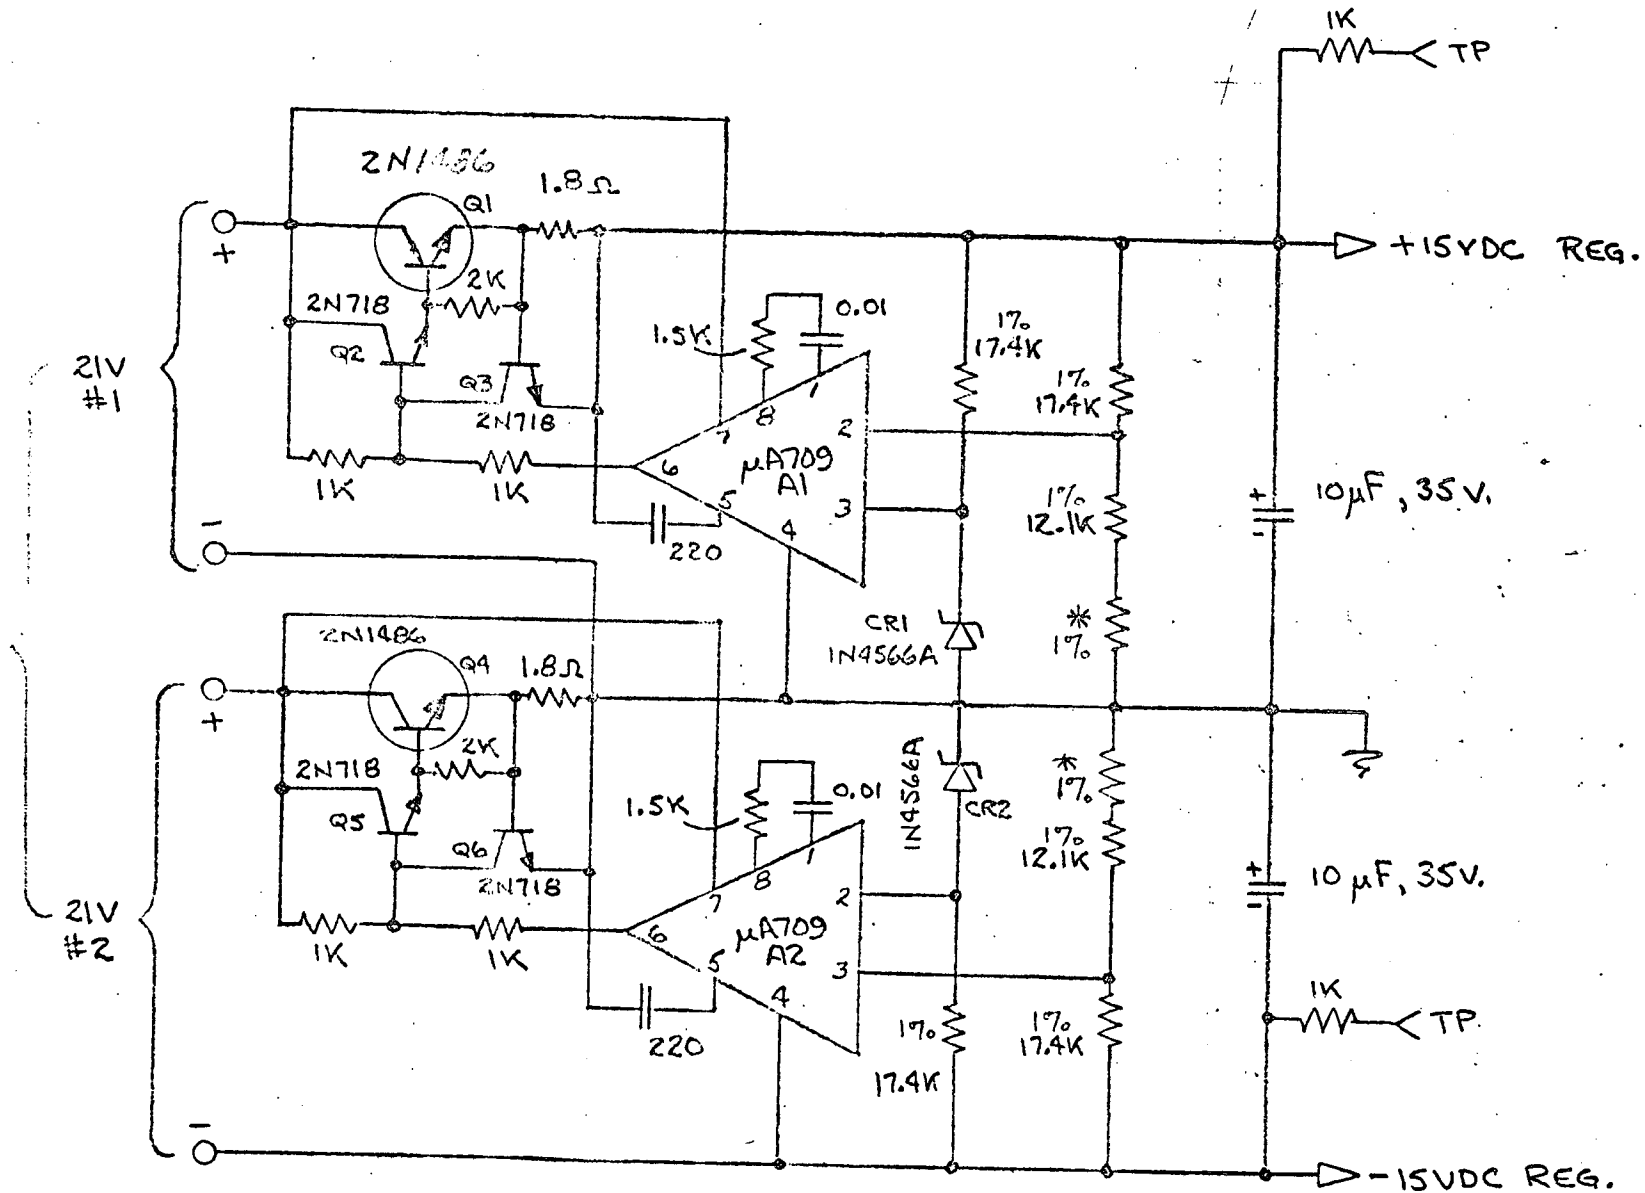 1K
TP
2N1486
Q1
1.8Ω
+
+15VDC REG.
2K
2N718
Q2
Q3
2N718
1.5K
0.01
1%
17.4K
1%
17.4K
21V
#1
8
1
7
2
6
μA709
A1
5
3
4
1K
1K
220
1%
12.1K
+
-
10μF, 35V.
-
*
1%
CR1
1N4566A
2N1486
Q4
1.8Ω
+
2K
2N718
Q5
Q6
2N718
1.5K
0.01
1N4566A
CR2
*
1%
1%
12.1K
+
-
10μF, 35V.
21V
#2
8
1
7
2
6
μA709
A2
5
3
4
1K
1K
220
1%
17.4K
1%
17.4K
1K
TP
-
-15VDC REG.